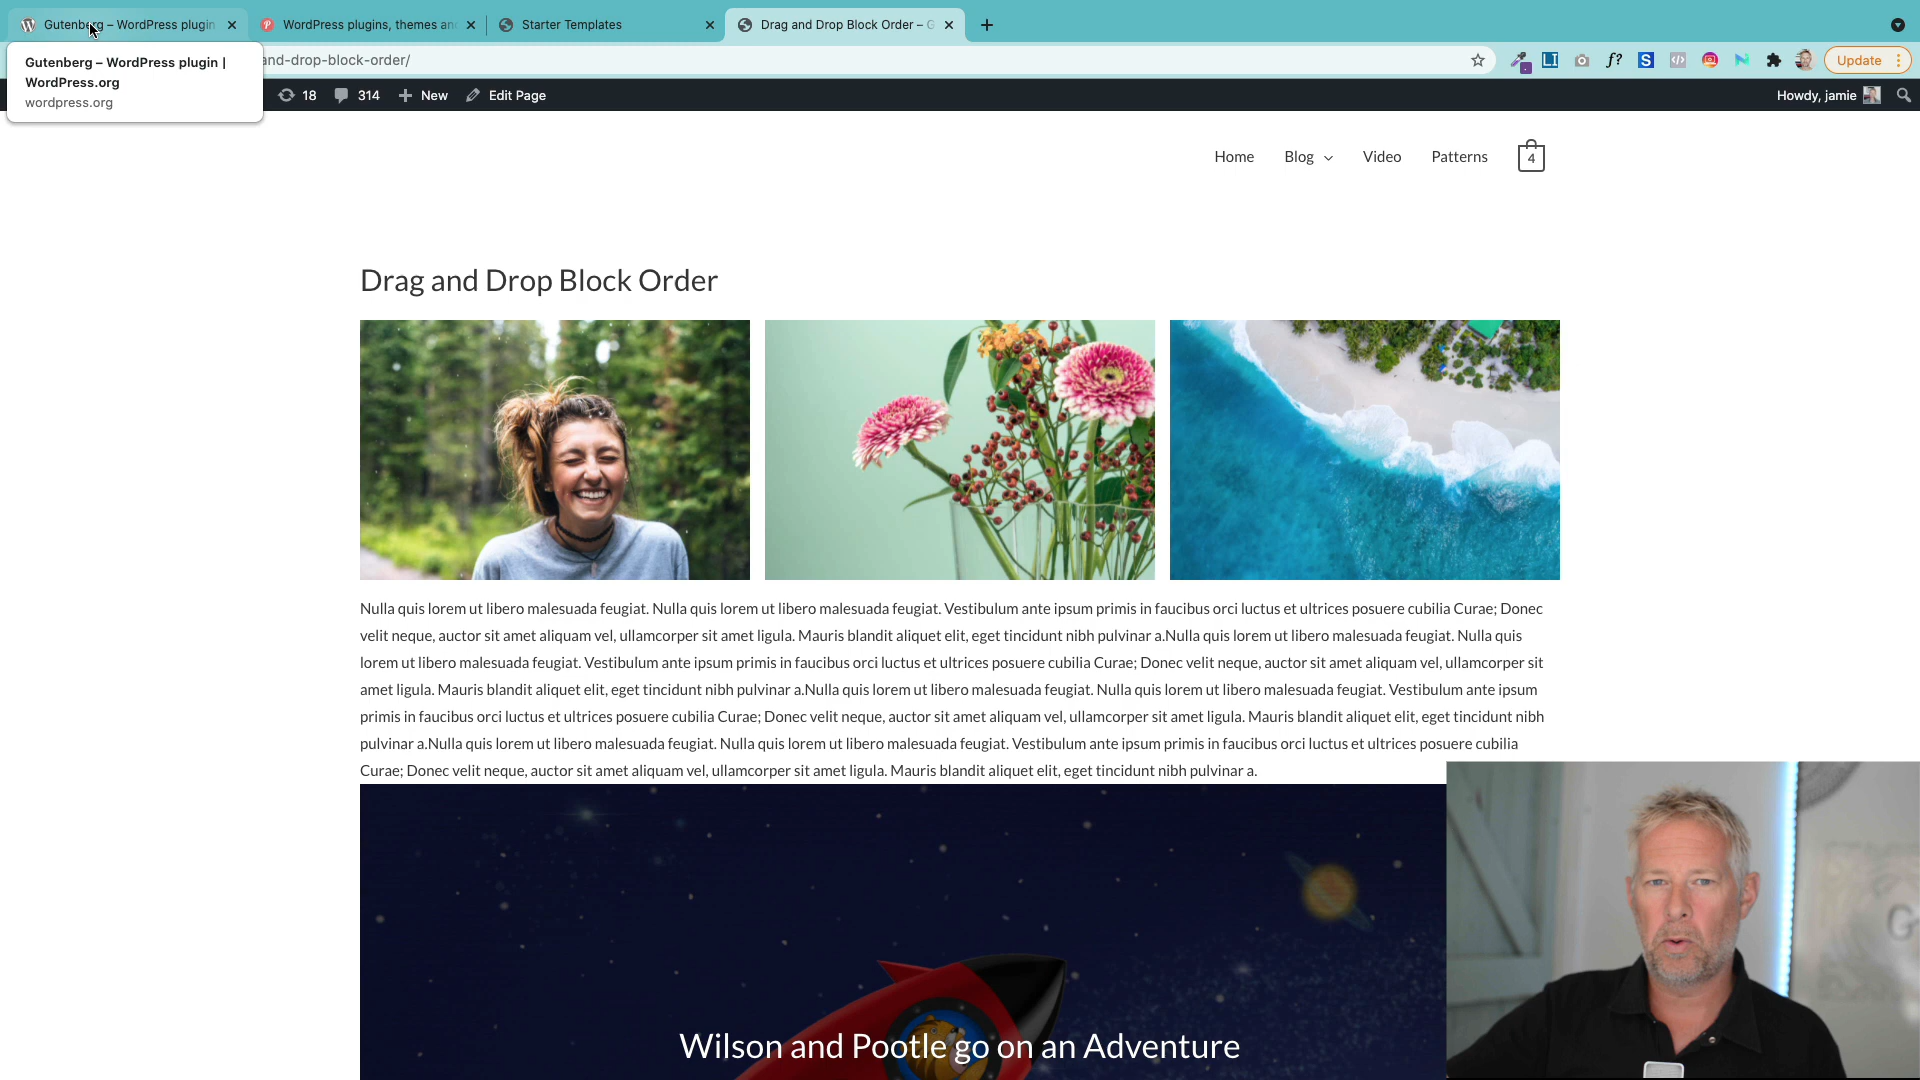 Gutenberg – WordPress plugin
WordPress plugins, themes and
Starter Templates
Drag and Drop Block Order – G
Gutenberg – WordPress plugin |
WordPress.org
wordpress.org
and-drop-block-order/
Update
18
314
New
Edit Page
Howdy, jamie
Home
Blog
Video
Patterns
4
Drag and Drop Block Order
Nulla quis lorem ut libero malesuada feugiat. Nulla quis lorem ut libero malesuada feugiat. Vestibulum ante ipsum primis in faucibus orci luctus et ultrices posuere cubilia Curae; Donec
velit neque, auctor sit amet aliquam vel, ullamcorper sit amet ligula. Mauris blandit aliquet elit, eget tincidunt nibh pulvinar a.Nulla quis lorem ut libero malesuada feugiat. Nulla quis
lorem ut libero malesuada feugiat. Vestibulum ante ipsum primis in faucibus orci luctus et ultrices posuere cubilia Curae; Donec velit neque, auctor sit amet aliquam vel, ullamcorper sit
amet ligula. Mauris blandit aliquet elit, eget tincidunt nibh pulvinar a.Nulla quis lorem ut libero malesuada feugiat. Nulla quis lorem ut libero malesuada feugiat. Vestibulum ante ipsum
primis in faucibus orci luctus et ultrices posuere cubilia Curae; Donec velit neque, auctor sit amet aliquam vel, ullamcorper sit amet ligula. Mauris blandit aliquet elit, eget tincidunt nibh
pulvinar a.Nulla quis lorem ut libero malesuada feugiat. Nulla quis lorem ut libero malesuada feugiat. Vestibulum ante ipsum primis in faucibus orci luctus et ultrices posuere cubilia
Curae; Donec velit neque, auctor sit amet aliquam vel, ullamcorper sit amet ligula. Mauris blandit aliquet elit, eget tincidunt nibh pulvinar a.
Wilson and Pootle go on an Adventure